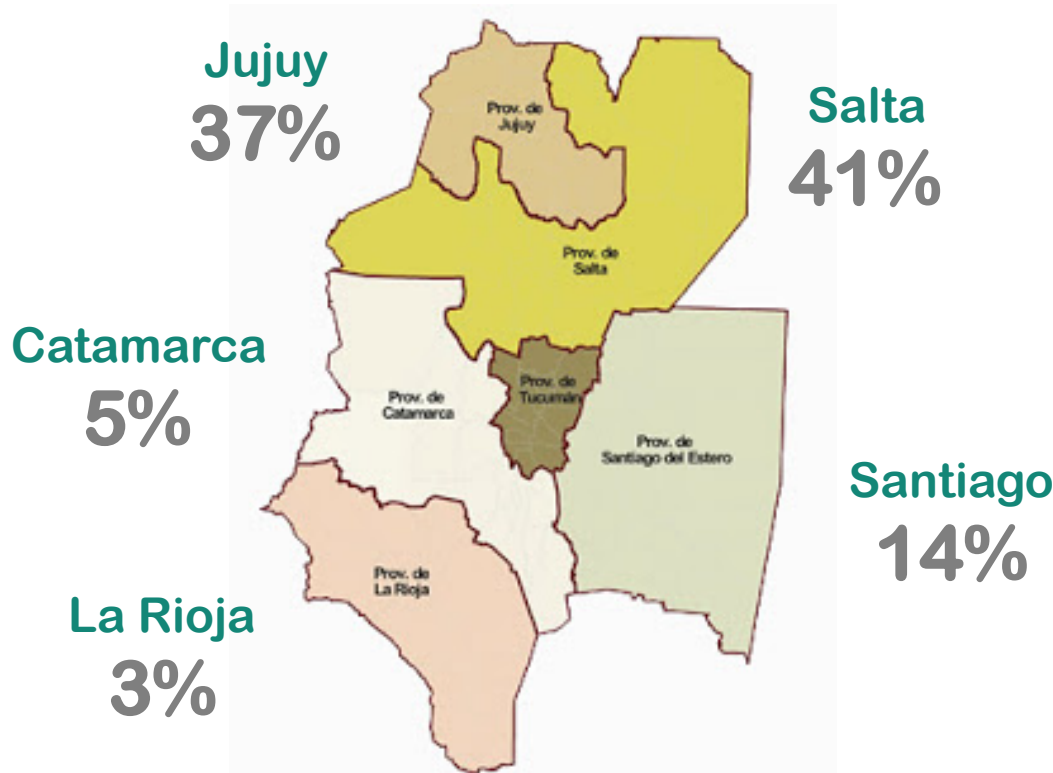 Jujuy
37%
Salta
41%
Catamarca
5%
Santiago
14%
La Rioja
3%
Prov. de
Jujuy
Prov. de
Salta
Prov. de
Catamarca
Prov. de
Tucumán
Prov. de
Santiago del Estero
Prov. de
La Rioja